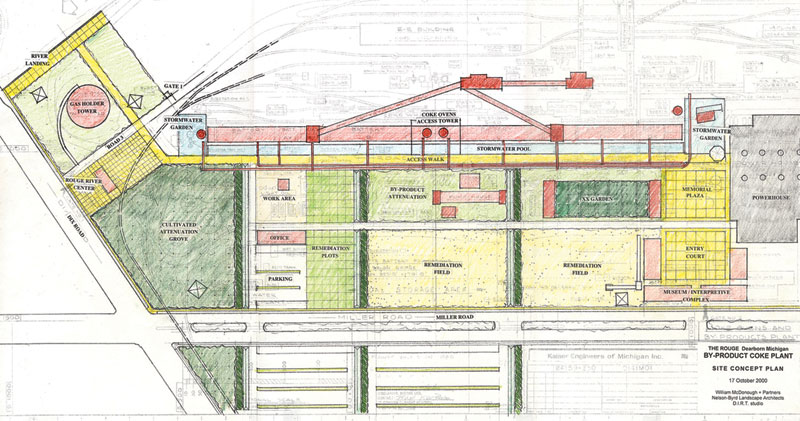 RIVER
LANDING
GAS HOLDER
TOWER
GATE 1
ROAD 3
ROUGE RIVER
CENTER
DIX ROAD
STORMWATER
GARDEN
COKE OVENS
ACCESS TOWER
STORMWATER POOL
ACCESS WALK
STORMWATER
GARDEN
POWERHOUSE
CULTIVATED
ATTENUATION
GROVE
WORK AREA
BY-PRODUCT
ATTENUATION
XX GARDEN
MEMORIAL
PLAZA
OFFICE
REMEDIATION
PLOTS
PARKING
REMEDIATION
FIELD
REMEDIATION
FIELD
ENTRY
COURT
MUSEUM / INTERPRETIVE
COMPLEX
MILLER ROAD
MILLER ROAD
Kaiser Engineers of Michigan Inc.
THE ROUGE Dearborn Michigan
BY-PRODUCT COKE PLANT
SITE CONCEPT PLAN
17 October 2000
William McDonough + Partners
Nelson-Byrd Landscape Architects
D.I.R.T. studio